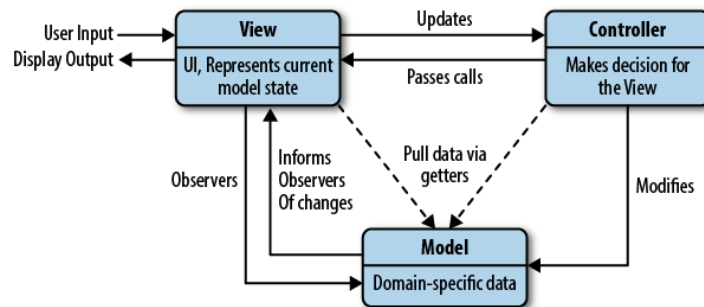 User Input
Display Output
View
UI, Represents current
model state
Updates
Passes calls
Controller
Makes decision for
the View
Observers
Informs
Observers
Of changes
Pull data via
getters
Modifies
Model
Domain-specific data